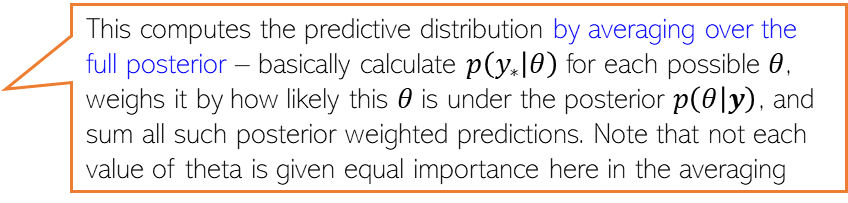 This computes the predictive distribution by averaging over the
full posterior – basically calculate 𝑝(𝑦∗|𝜃) for each possible 𝜃,
weighs it by how likely this 𝜃 is under the posterior 𝑝(𝜃|𝒚), and
sum all such posterior weighted predictions. Note that not each
value of theta is given equal importance here in the averaging